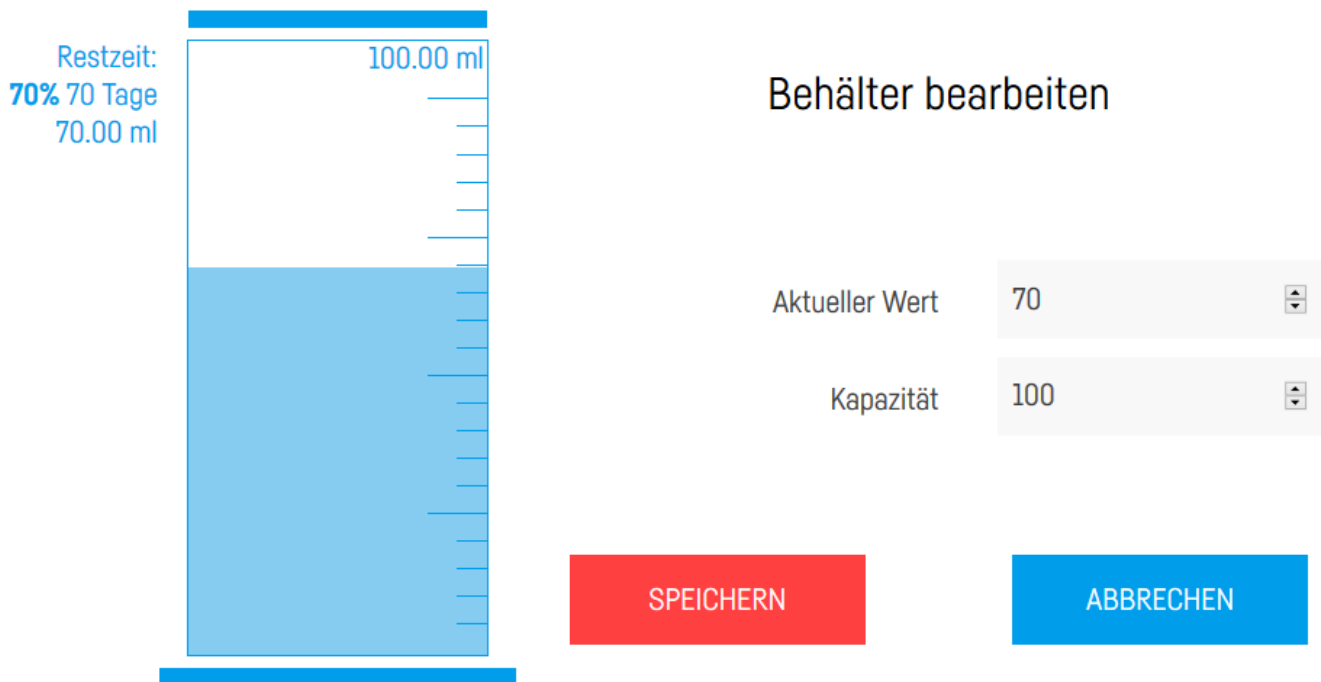 Restzeit:
70% 70 Tage
70.00 ml
100.00 ml
Behälter bearbeiten
Aktueller Wert 70
Kapazität 100
SPEICHERN ABBRECHEN